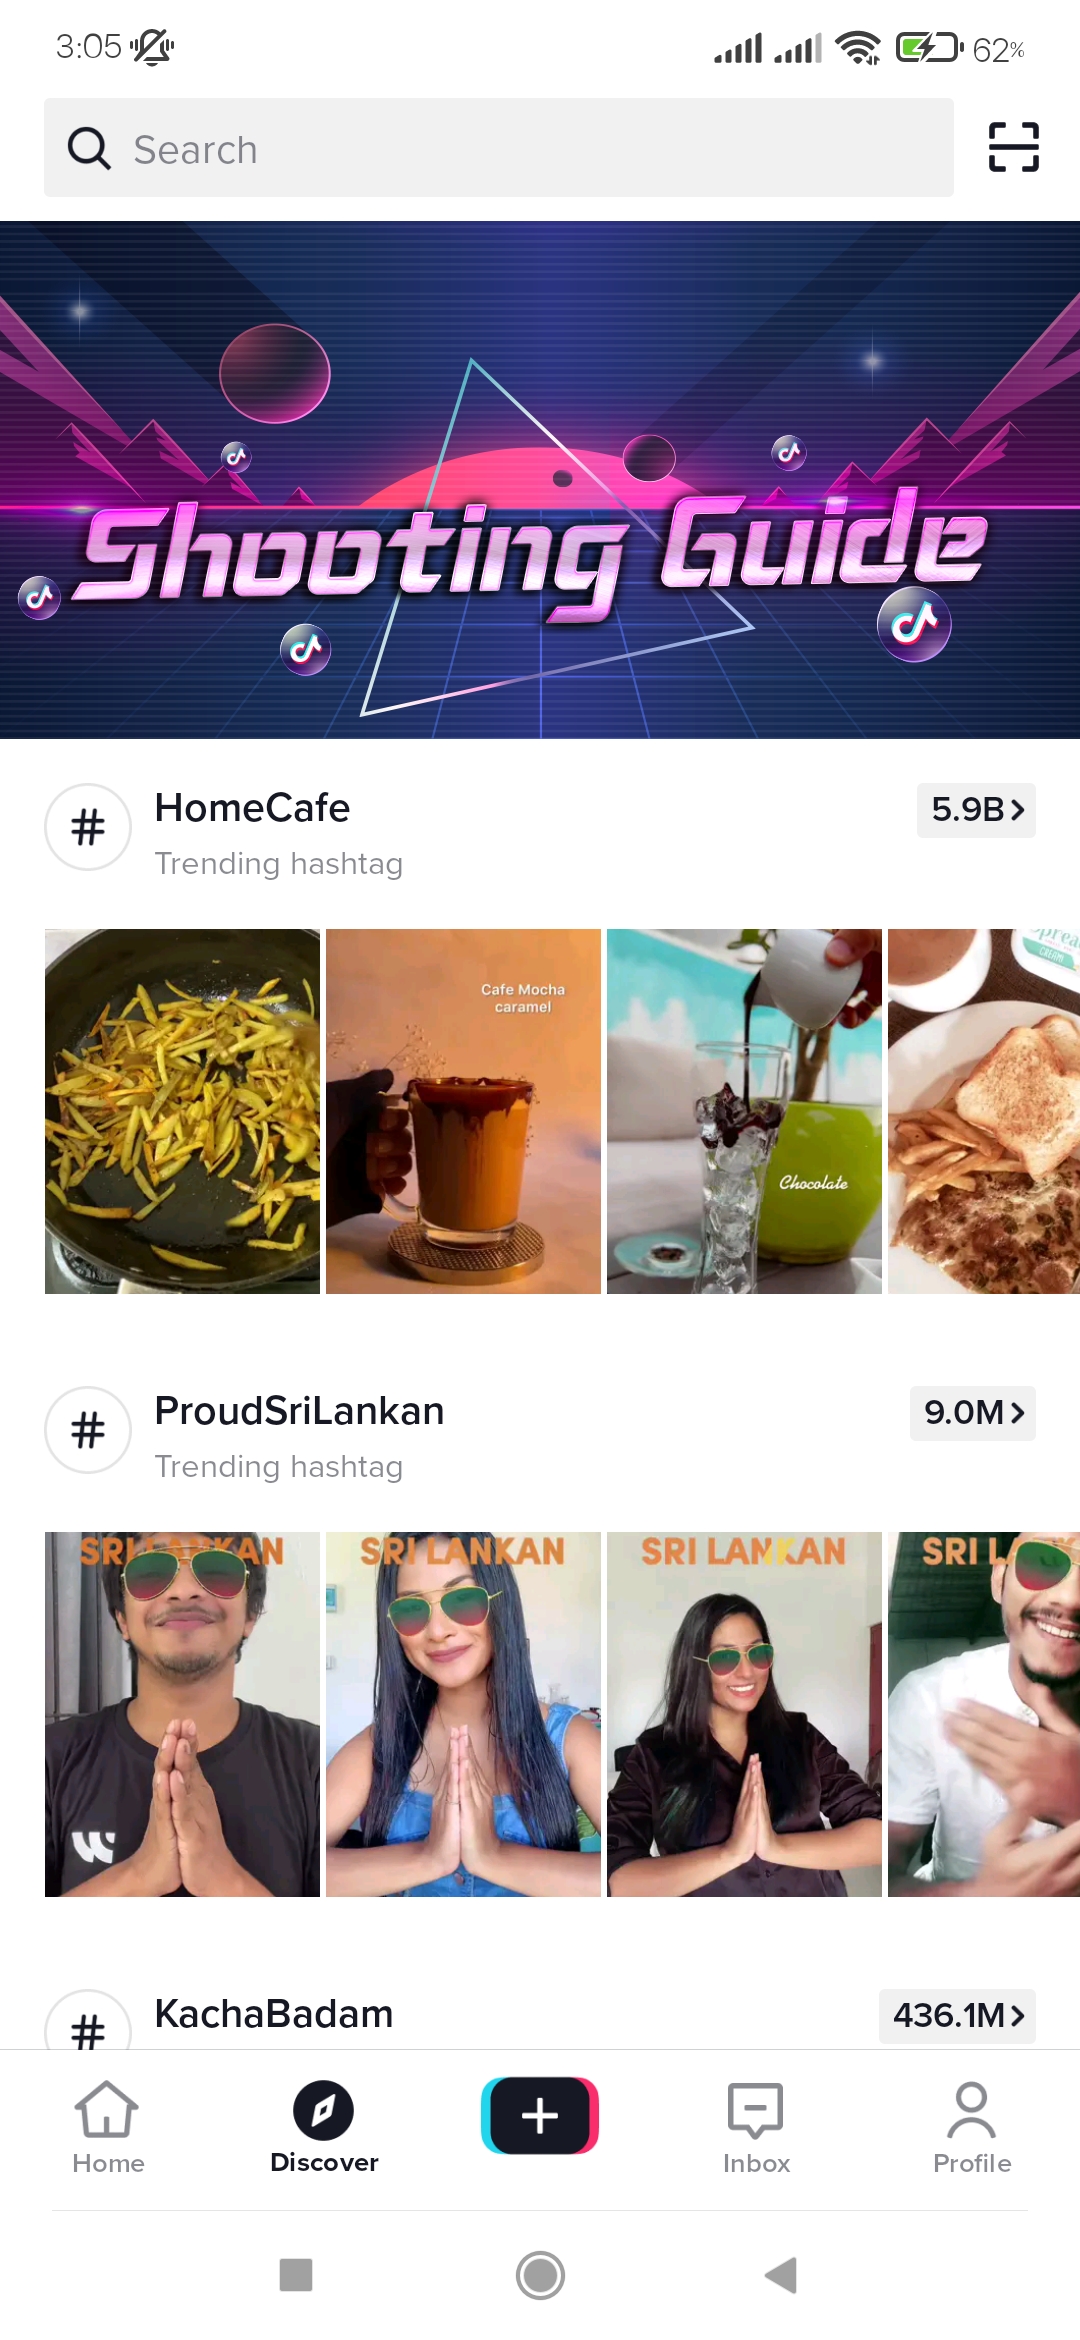 3:05
62%
Search
Shooting Guide
HomeCafe
5.9B
Trending hashtag
Cafe Mocha
caramel
Chocolate
CREAM
ProudSriLankan
9.0M
Trending hashtag
SRI LANKAN
SRI LANKAN
SRI LANKAN
SRI
KachaBadam
436.1M
Home
Discover
Inbox
Profile